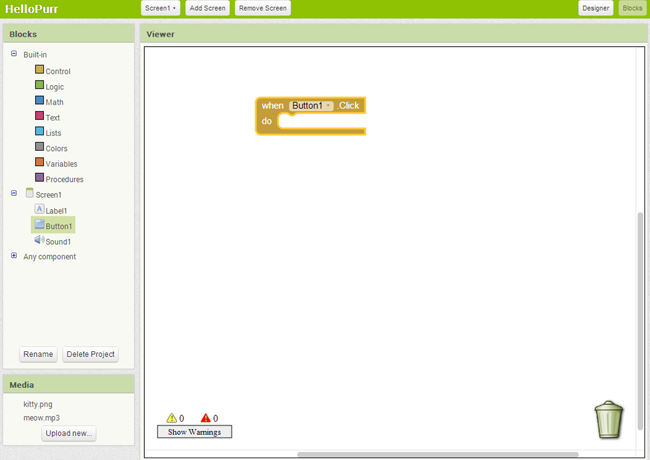 HelloPurr
Screen1 Add Screen Remove Screen Designer Blocks
Blocks
Viewer
Built-in
Control
Logic
Math
Text
Lists
Colors
Variables
Procedures
Screen1
A Label1
Button1
Sound1
Any component
Rename Delete Project
Media
kitty.png
meow.mp3
Upload new...
when Button1 .Click
do
0 0
Show Warnings